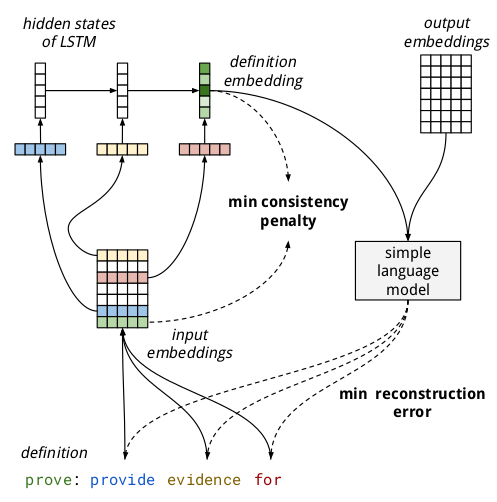 hidden states
of LSTM
output
embeddings
definition
embedding
min consistency
penalty
simple
language
model
input
embeddings
min reconstruction
error
definition
prove: provide evidence for